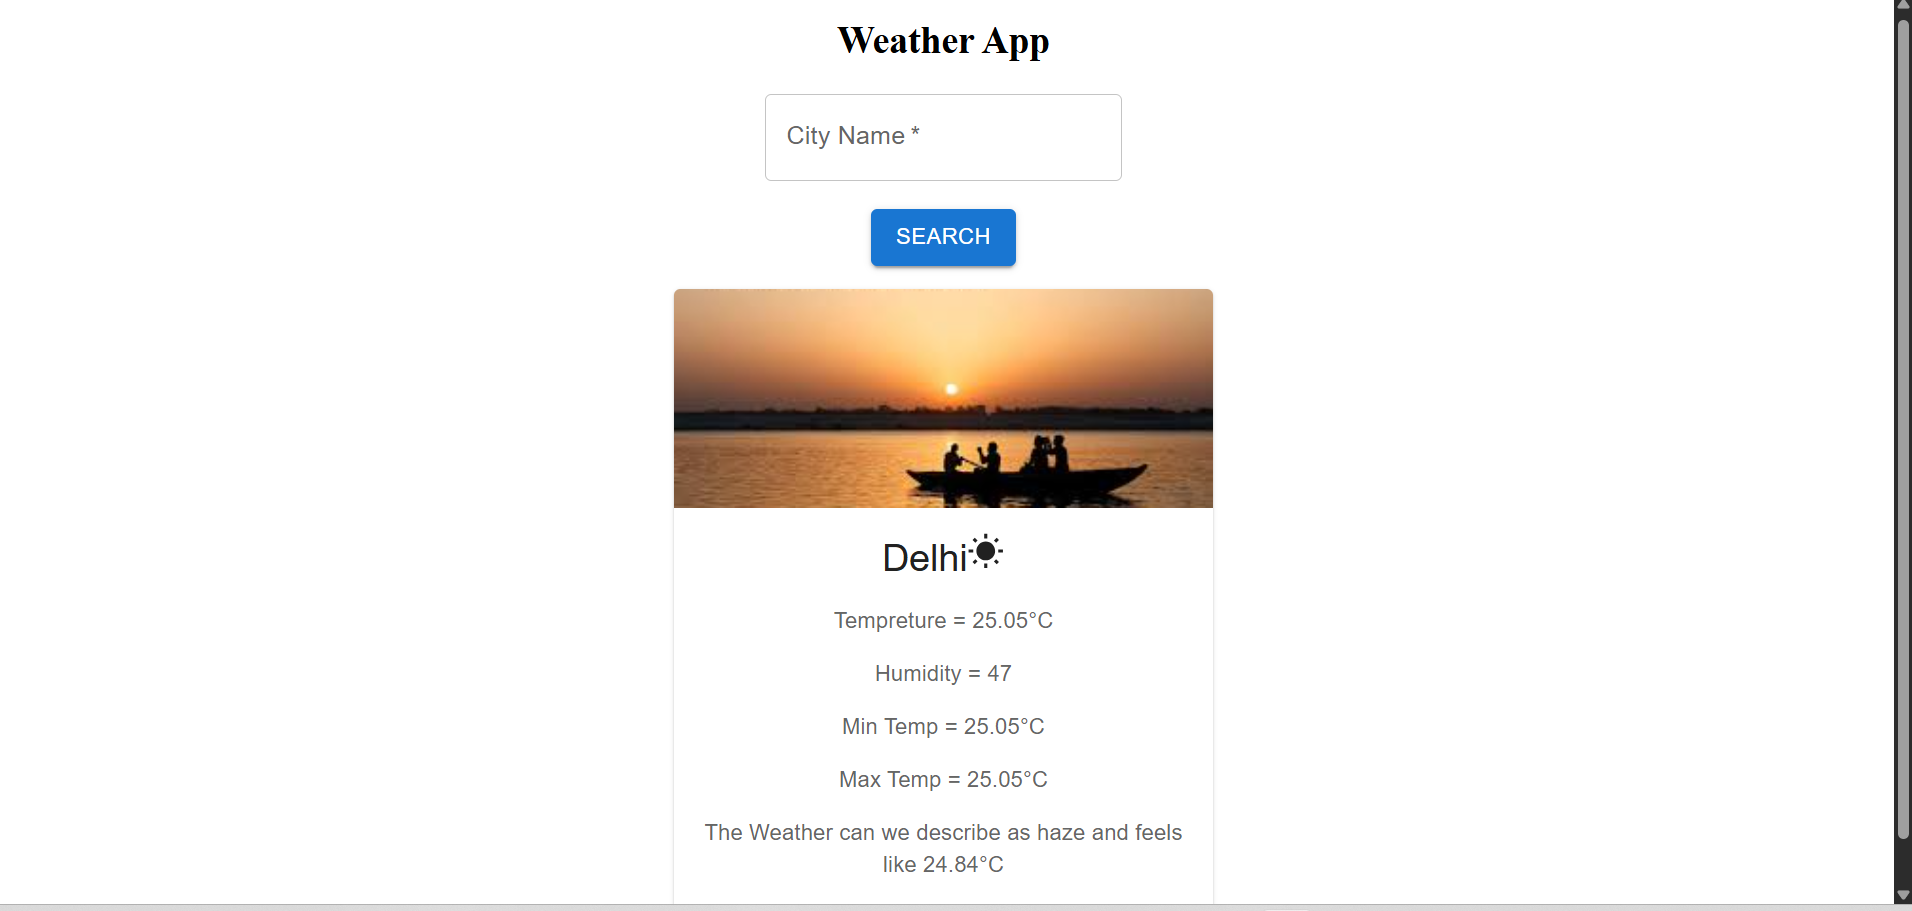 Weather App
City Name *
SEARCH
Delhi
Tempreture = 25.05°C
Humidity = 47
Min Temp = 25.05°C
Max Temp = 25.05°C
The Weather can we describe as haze and feels
like 24.84°C